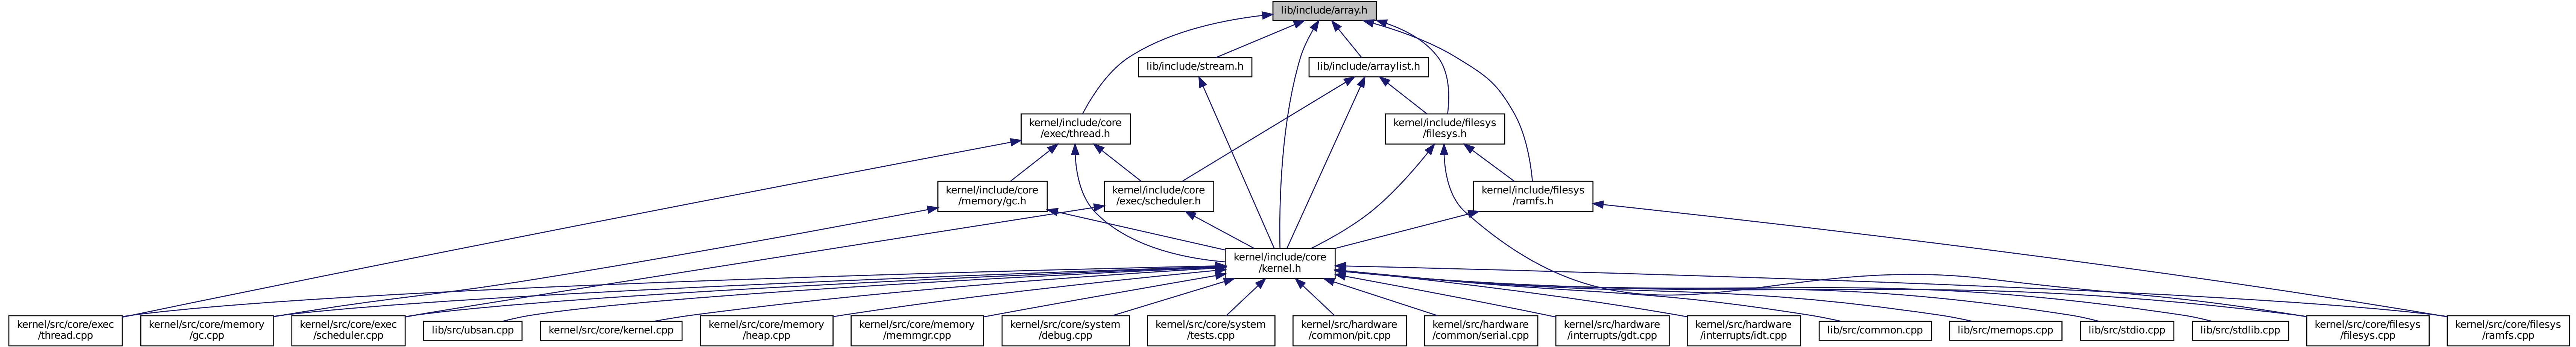 lib/include/array.h
lib/include/stream.h
lib/include/arraylist.h
kernel/include/core
/exec/thread.h
kernel/include/filesys
/filesys.h
kernel/include/core
/memory/gc.h
kernel/include/core
/exec/scheduler.h
kernel/include/filesys
/ramfs.h
kernel/include/core
/kernel.h
kernel/src/core/exec
/thread.cpp
kernel/src/core/memory
/gc.cpp
kernel/src/core/exec
/scheduler.cpp
lib/src/ubsan.cpp
kernel/src/core/kernel.cpp
kernel/src/core/memory
/heap.cpp
kernel/src/core/memory
/memmgr.cpp
kernel/src/core/system
/debug.cpp
kernel/src/core/system
/tests.cpp
kernel/src/hardware
/common/pit.cpp
kernel/src/hardware
/common/serial.cpp
kernel/src/hardware
/interrupts/gdt.cpp
kernel/src/hardware
/interrupts/idt.cpp
lib/src/common.cpp
lib/src/memops.cpp
lib/src/stdio.cpp
lib/src/stdlib.cpp
kernel/src/core/filesys
/filesys.cpp
kernel/src/core/filesys
/ramfs.cpp